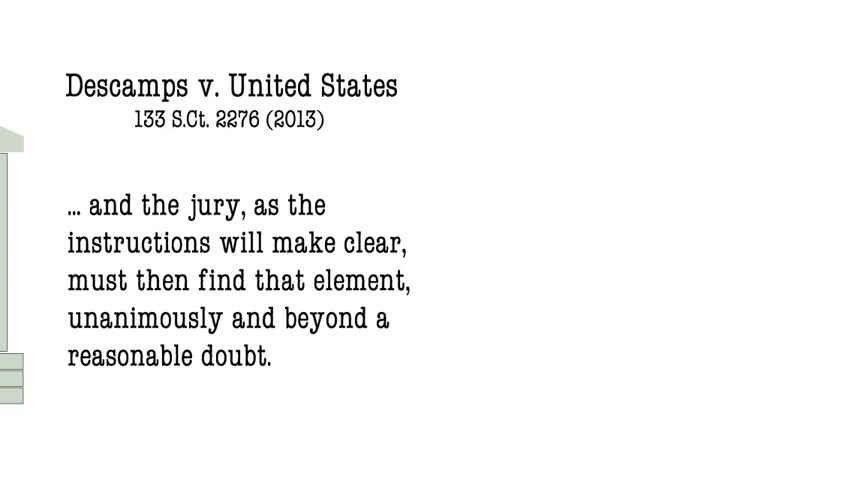 Descamps v. United States
133 S.Ct. 2276 (2013)
... and the jury, as the
instructions will make clear,
must then find that element,
unanimously and beyond a
reasonable doubt.